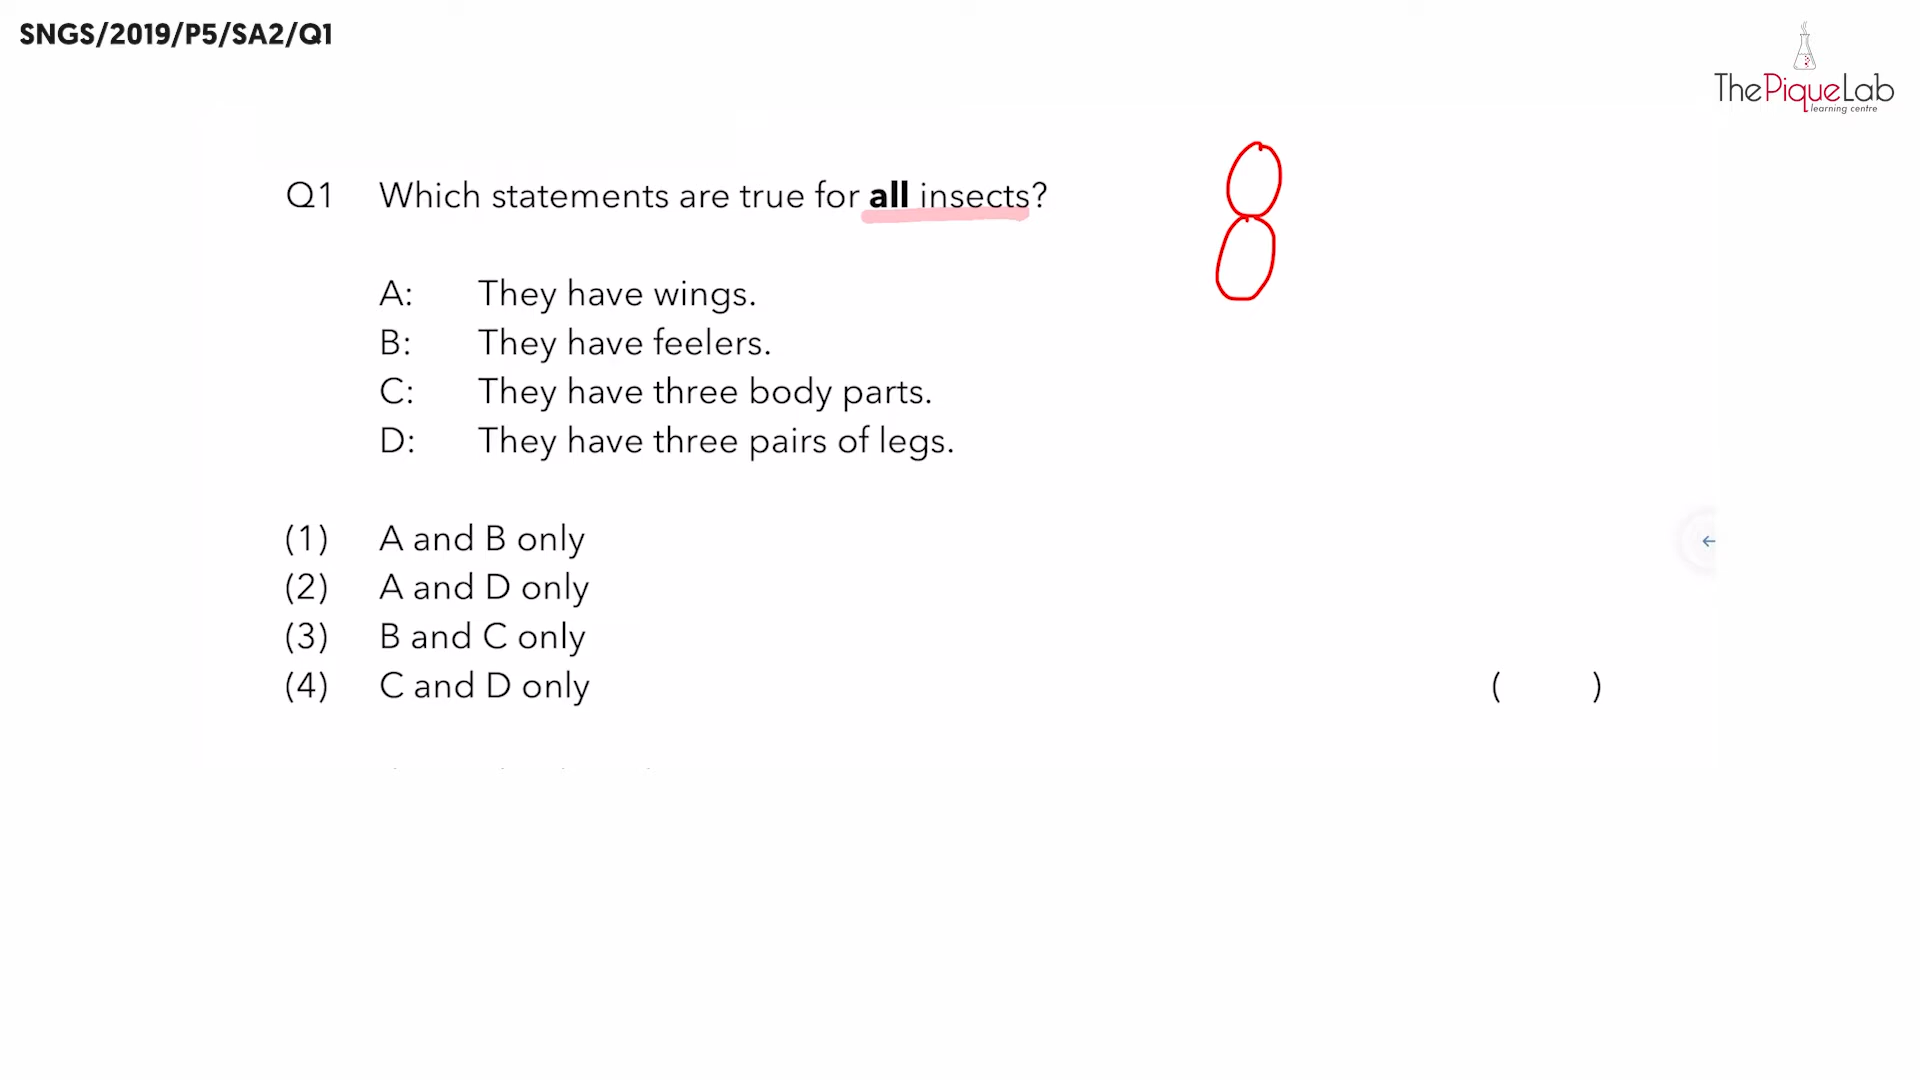 SNGS/2019/P5/SA2/Q1
ThePiqueLab
learning centre
Q1 Which statements are true for all insects?
A: They have wings.
B: They have feelers.
C: They have three body parts.
D: They have three pairs of legs.
(1) A and B only
(2) A and D only
(3) B and C only
(4) C and D only
( )